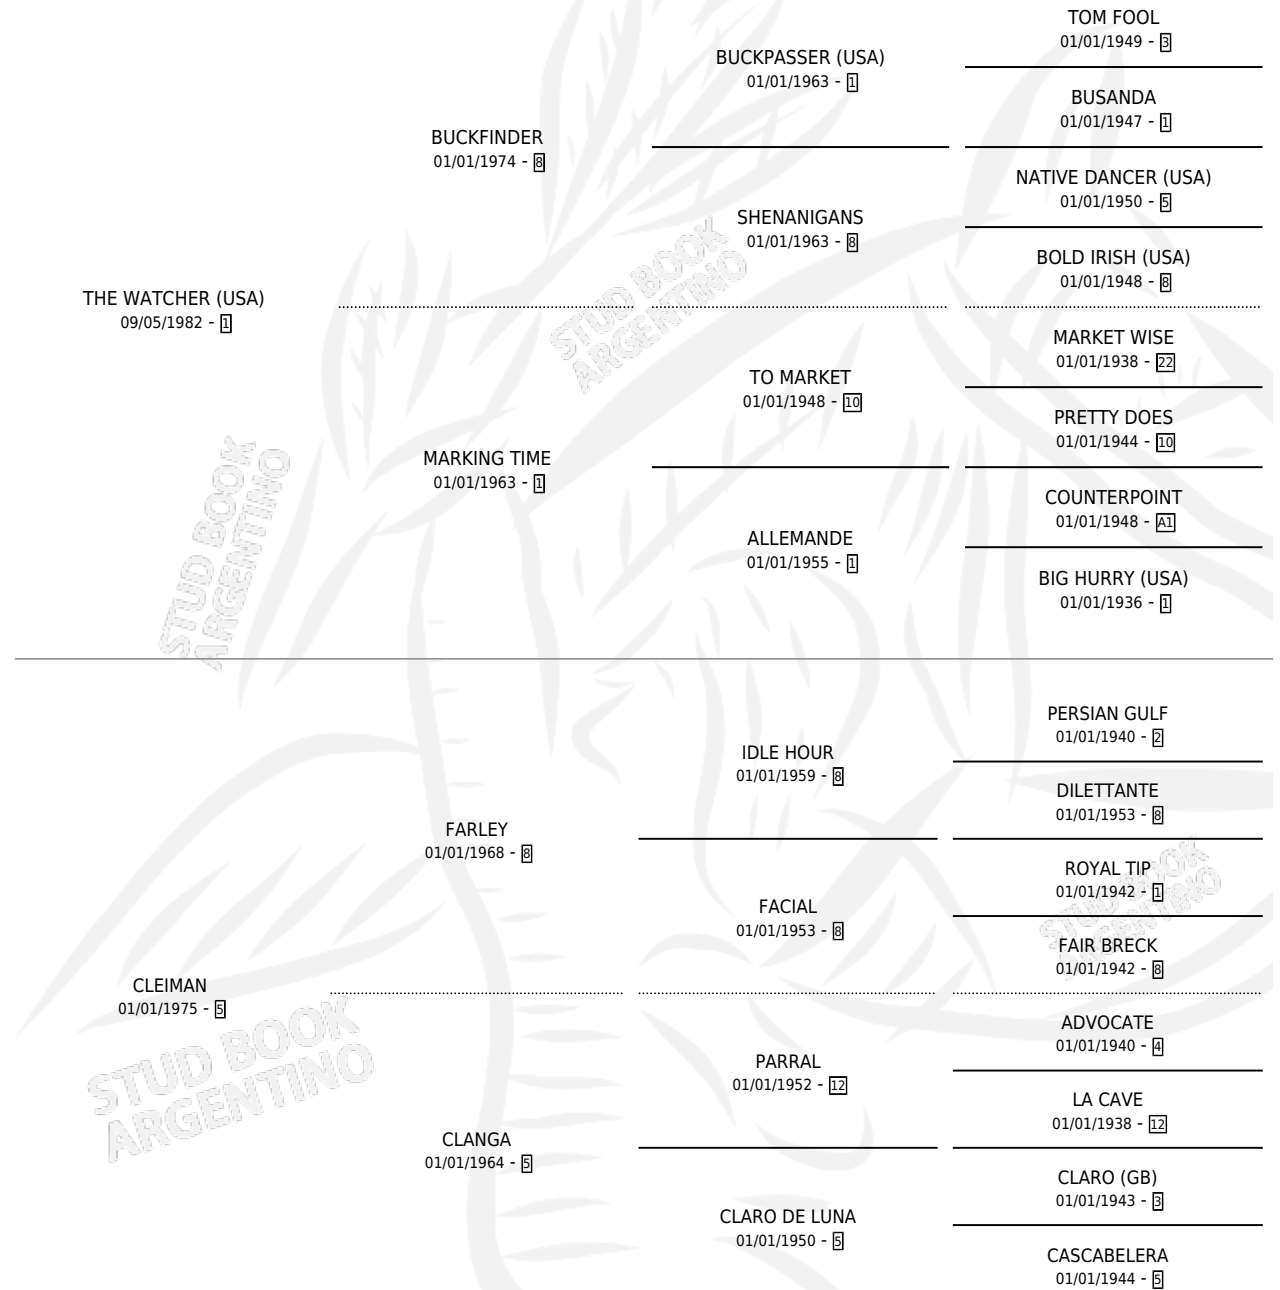 TOM FOOL
01/01/1949 - 3
BUCKPASSER (USA)
01/01/1963 - 1
BUSANDA
01/01/1947 - 1
BUCKFINDER
01/01/1974 - 8
NATIVE DANCER (USA)
01/01/1950 - 5
SHENANIGANS
01/01/1963 - 8
BOLD IRISH (USA)
01/01/1948 - 8
THE WATCHER (USA)
09/05/1982 - 1
MARKET WISE
01/01/1938 - 22
TO MARKET
01/01/1948 - 10
PRETTY DOES
01/01/1944 - 10
MARKING TIME
01/01/1963 - 1
COUNTERPOINT
01/01/1948 - A1
ALLEMANDE
01/01/1955 - 1
BIG HURRY (USA)
01/01/1936 - 1
PERSIAN GULF
01/01/1940 - 2
IDLE HOUR
01/01/1959 - 8
DILETTANTE
01/01/1953 - 8
FARLEY
01/01/1968 - 8
ROYAL TIP
01/01/1942 - 1
FACIAL
01/01/1953 - 8
FAIR BRECK
01/01/1942 - 8
CLEIMAN
01/01/1975 - 5
ADVOCATE
01/01/1940 - 4
PARRAL
01/01/1952 - 12
LA CAVE
01/01/1938 - 12
CLANGA
01/01/1964 - 5
CLARO (GB)
01/01/1943 - 3
CLARO DE LUNA
01/01/1950 - 5
CASCABELERA
01/01/1944 - 5
STUD BOOK
ARGENTINO
STUD BOOK
ARGENTINO
STUD BOOK
ARGENTINO
STUD BOOK
ARGENTINO